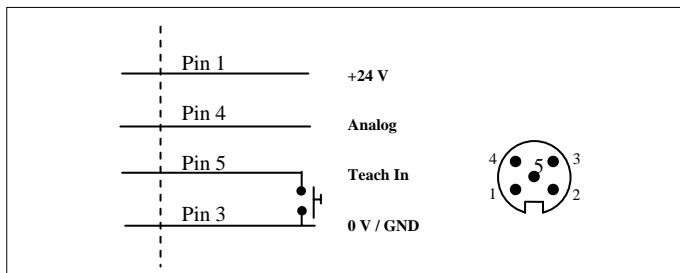 Pin 1 +24 V
Pin 4 Analog
Pin 5 Teach In
Pin 3 0 V / GND
4 5 3
1 2